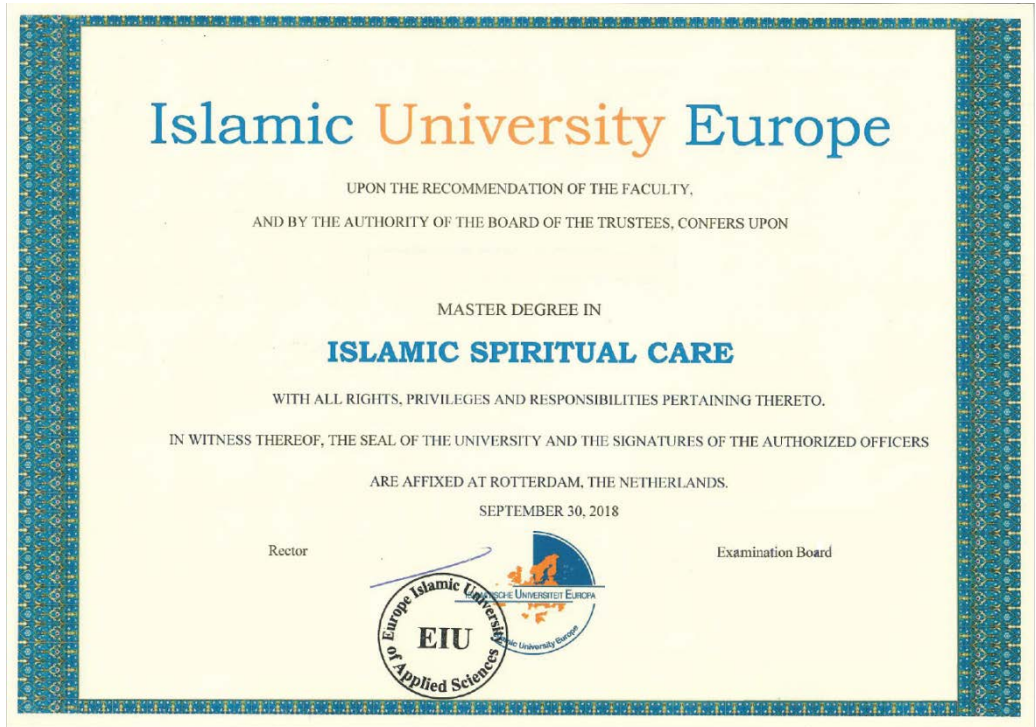 Islamic University Europe
UPON THE RECOMMENDATION OF THE FACULTY,
AND BY THE AUTHORITY OF THE BOARD OF THE TRUSTEES, CONFERS UPON
MASTER DEGREE IN
ISLAMIC SPIRITUAL CARE
WITH ALL RIGHTS, PRIVILEGES AND RESPONSIBILITIES PERTAINING THERETO.
IN WITNESS THEREOF, THE SEAL OF THE UNIVERSITY AND THE SIGNATURES OF THE AUTHORIZED OFFICERS
ARE AFFIXED AT ROTTERDAM, THE NETHERLANDS.
SEPTEMBER 30, 2018
Rector
Examination Board
UNIVERSITEIT EUROPA
University Europe
Europe Islamic University
EIU
of Applied Sciences